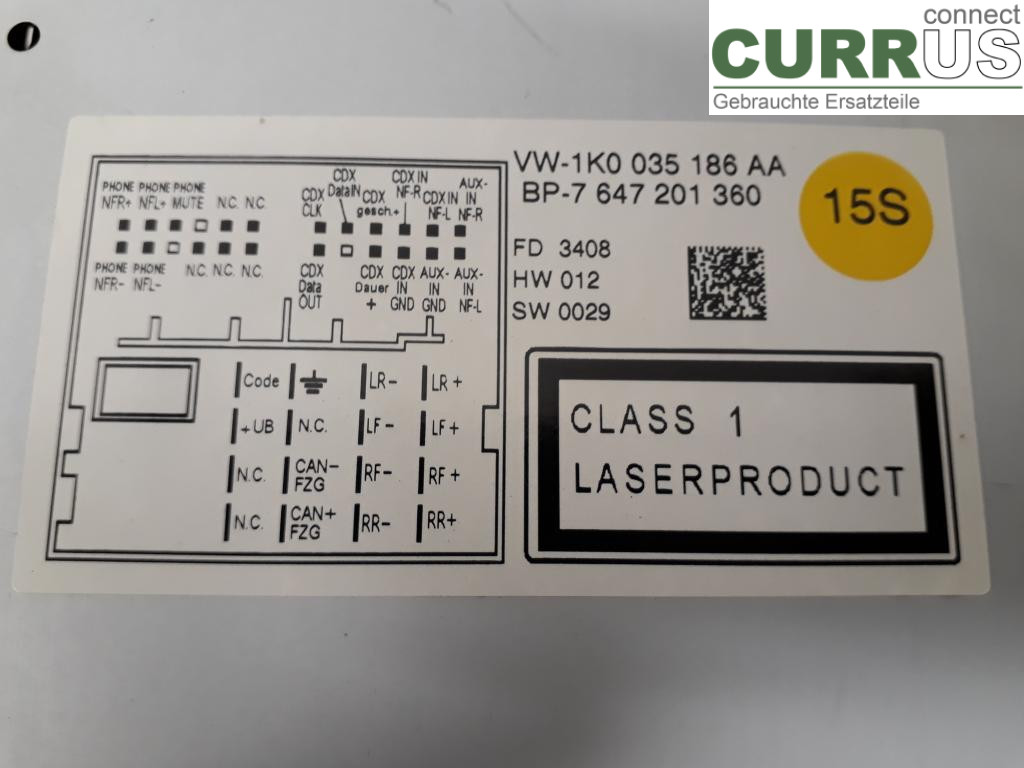 connect
CURRUS
Gebrauchte Ersatzteile
VW-1K0 035 186 AA
BP-7 647 201 360
15S
FD 3408
HW 012
SW 0029
CLASS 1
LASERPRODUCT
PHONE NFR+
PHONE NFL+
PHONE MUTE
N.C. N.C.
CDX CLK
CDX DataIN
CDX gesch.+
CDX IN NF-R
CDX IN NF-L
AUX-IN NF-R
PHONE NFR-
PHONE NFL-
N.C. N.C. N.C.
CDX Data OUT
CDX Dauer +
CDX IN GND
AUX-IN GND
AUX-IN NF-L
Code LR- LR+
+UB N.C. LF- LF+
N.C. CAN- FZG RF- RF+
N.C. CAN+ FZG RR- RR+